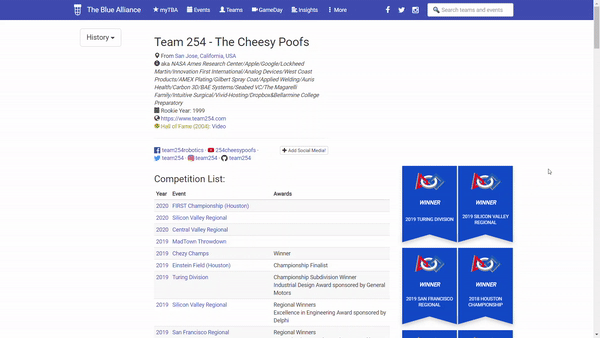 The Blue Alliance
myTBA
Events
Teams
GameDay
Insights
More
Search teams and events
History
Team 254 - The Cheesy Poofs
From San Jose, California, USA
aka NASA Ames Research Center/Apple/Google/Lockheed
Martin/Innovation First International/Analog Devices/West Coast
Products/AMEX Plating/Gilbert Spray Coat/Applied Welding/Auris
Health/Carbon 3D/BAE Systems/Seabed VC/The Magarelli
Family/Intuitive Surgical/Vivid-Hosting/Dropbox&Bellarmine College
Preparatory
Rookie Year: 1999
https://www.team254.com
Hall of Fame (2004): Video
team254robotics · 254cheesypoofs ·
team254 · team254 · team254
Add Social Media!
Competition List:
Year Event Awards
2020 FIRST Championship (Houston)
2020 Silicon Valley Regional
2020 Central Valley Regional
2019 MadTown Throwdown
2019 Chezy Champs Winner
2019 Einstein Field (Houston) Championship Finalist
2019 Turing Division Championship Subdivision Winner
Industrial Design Award sponsored by General
Motors
2019 Silicon Valley Regional Regional Winners
Excellence in Engineering Award sponsored by
Delphi
2019 San Francisco Regional Regional Winners
WINNER
2019 TURING DIVISION
WINNER
2019 SILICON VALLEY
REGIONAL
WINNER
2019 SAN FRANCISCO
REGIONAL
WINNER
2018 HOUSTON
CHAMPIONSHIP